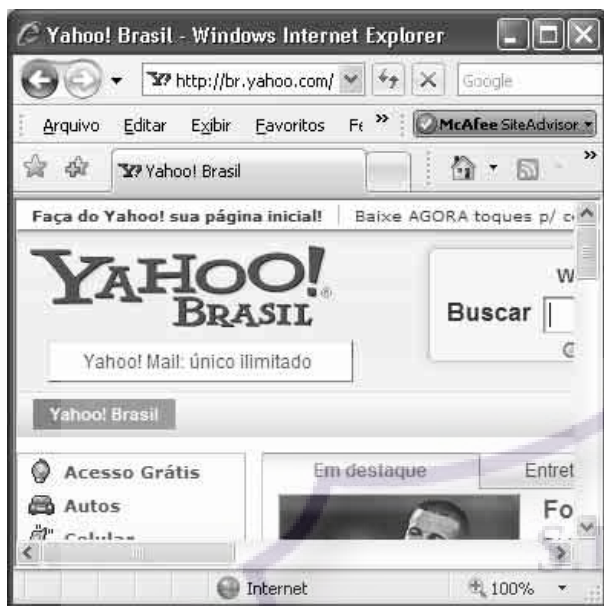 Yahoo! Brasil - Windows Internet Explorer
http://br.yahoo.com/ Google
Arquivo Editar Exibir Favoritos McAfee SiteAdvisor
Yahoo! Brasil
Faça do Yahoo! sua página inicial! Baixe AGORA toques p/
YAHOO!®
BRASIL
Buscar
Yahoo! Mail: único ilimitado
Yahoo! Brasil
Acesso Grátis
Autos
Celular
Em destaque Entret
Fo
Internet 100%